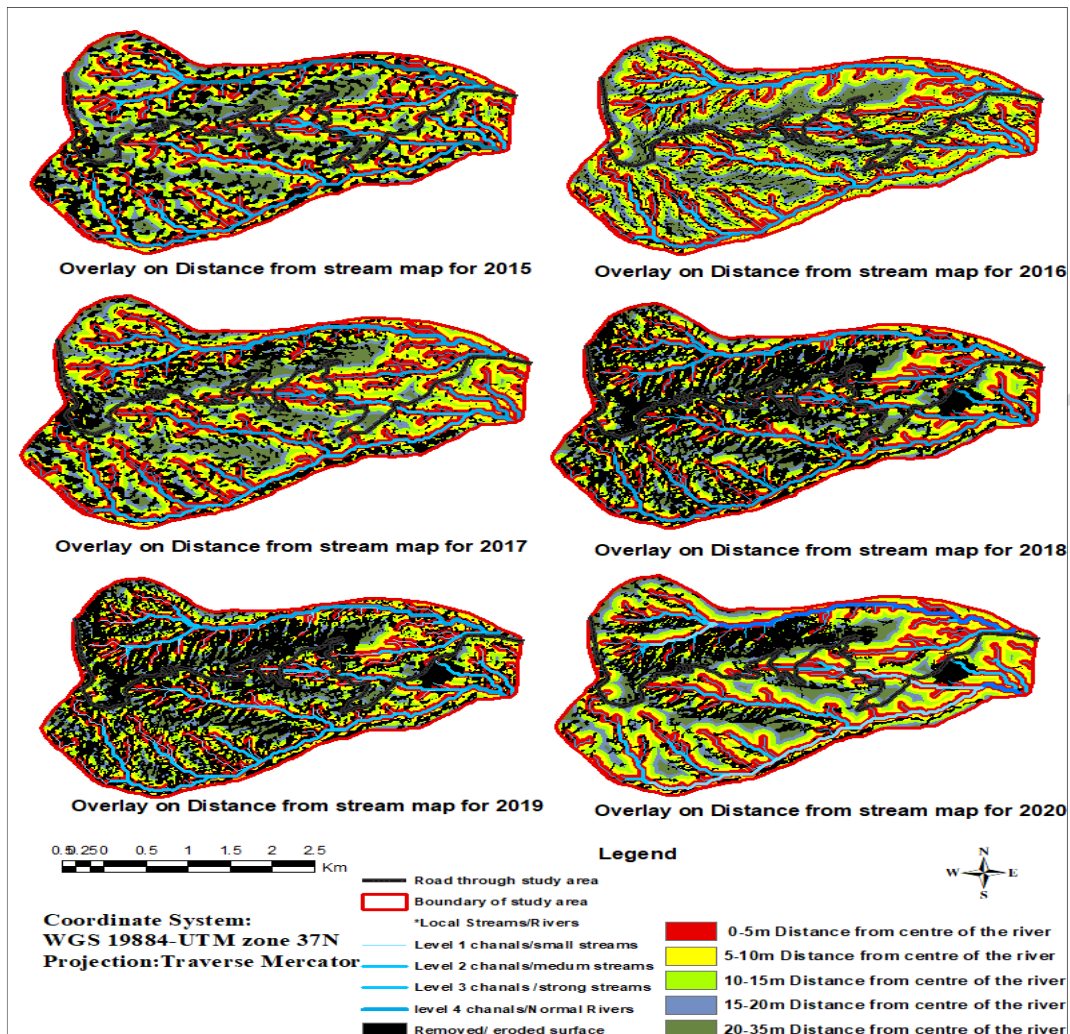 Overlay on Distance from stream map for 2015
Overlay on Distance from stream map for 2016
Overlay on Distance from stream map for 2017
Overlay on Distance from stream map for 2018
Overlay on Distance from stream map for 2019
Overlay on Distance from stream map for 2020
0.50.250 0.5 1 1.5 2 2.5
Km
Legend
N
W E
S
Road through study area
Boundary of study area
*Local Streams/Rivers
Level 1 chanals/small streams
Level 2 chanals/medum streams
Level 3 chanals /strong streams
level 4 chanals/Normal Rivers
Removed/ eroded surface
Coordinate System:
WGS 19884-UTM zone 37N
Projection:Traverse Mercator
0-5m Distance from centre of the river
5-10m Distance from centre of the river
10-15m Distance from centre of the river
15-20m Distance from centre of the river
20-35m Distance from centre of the river